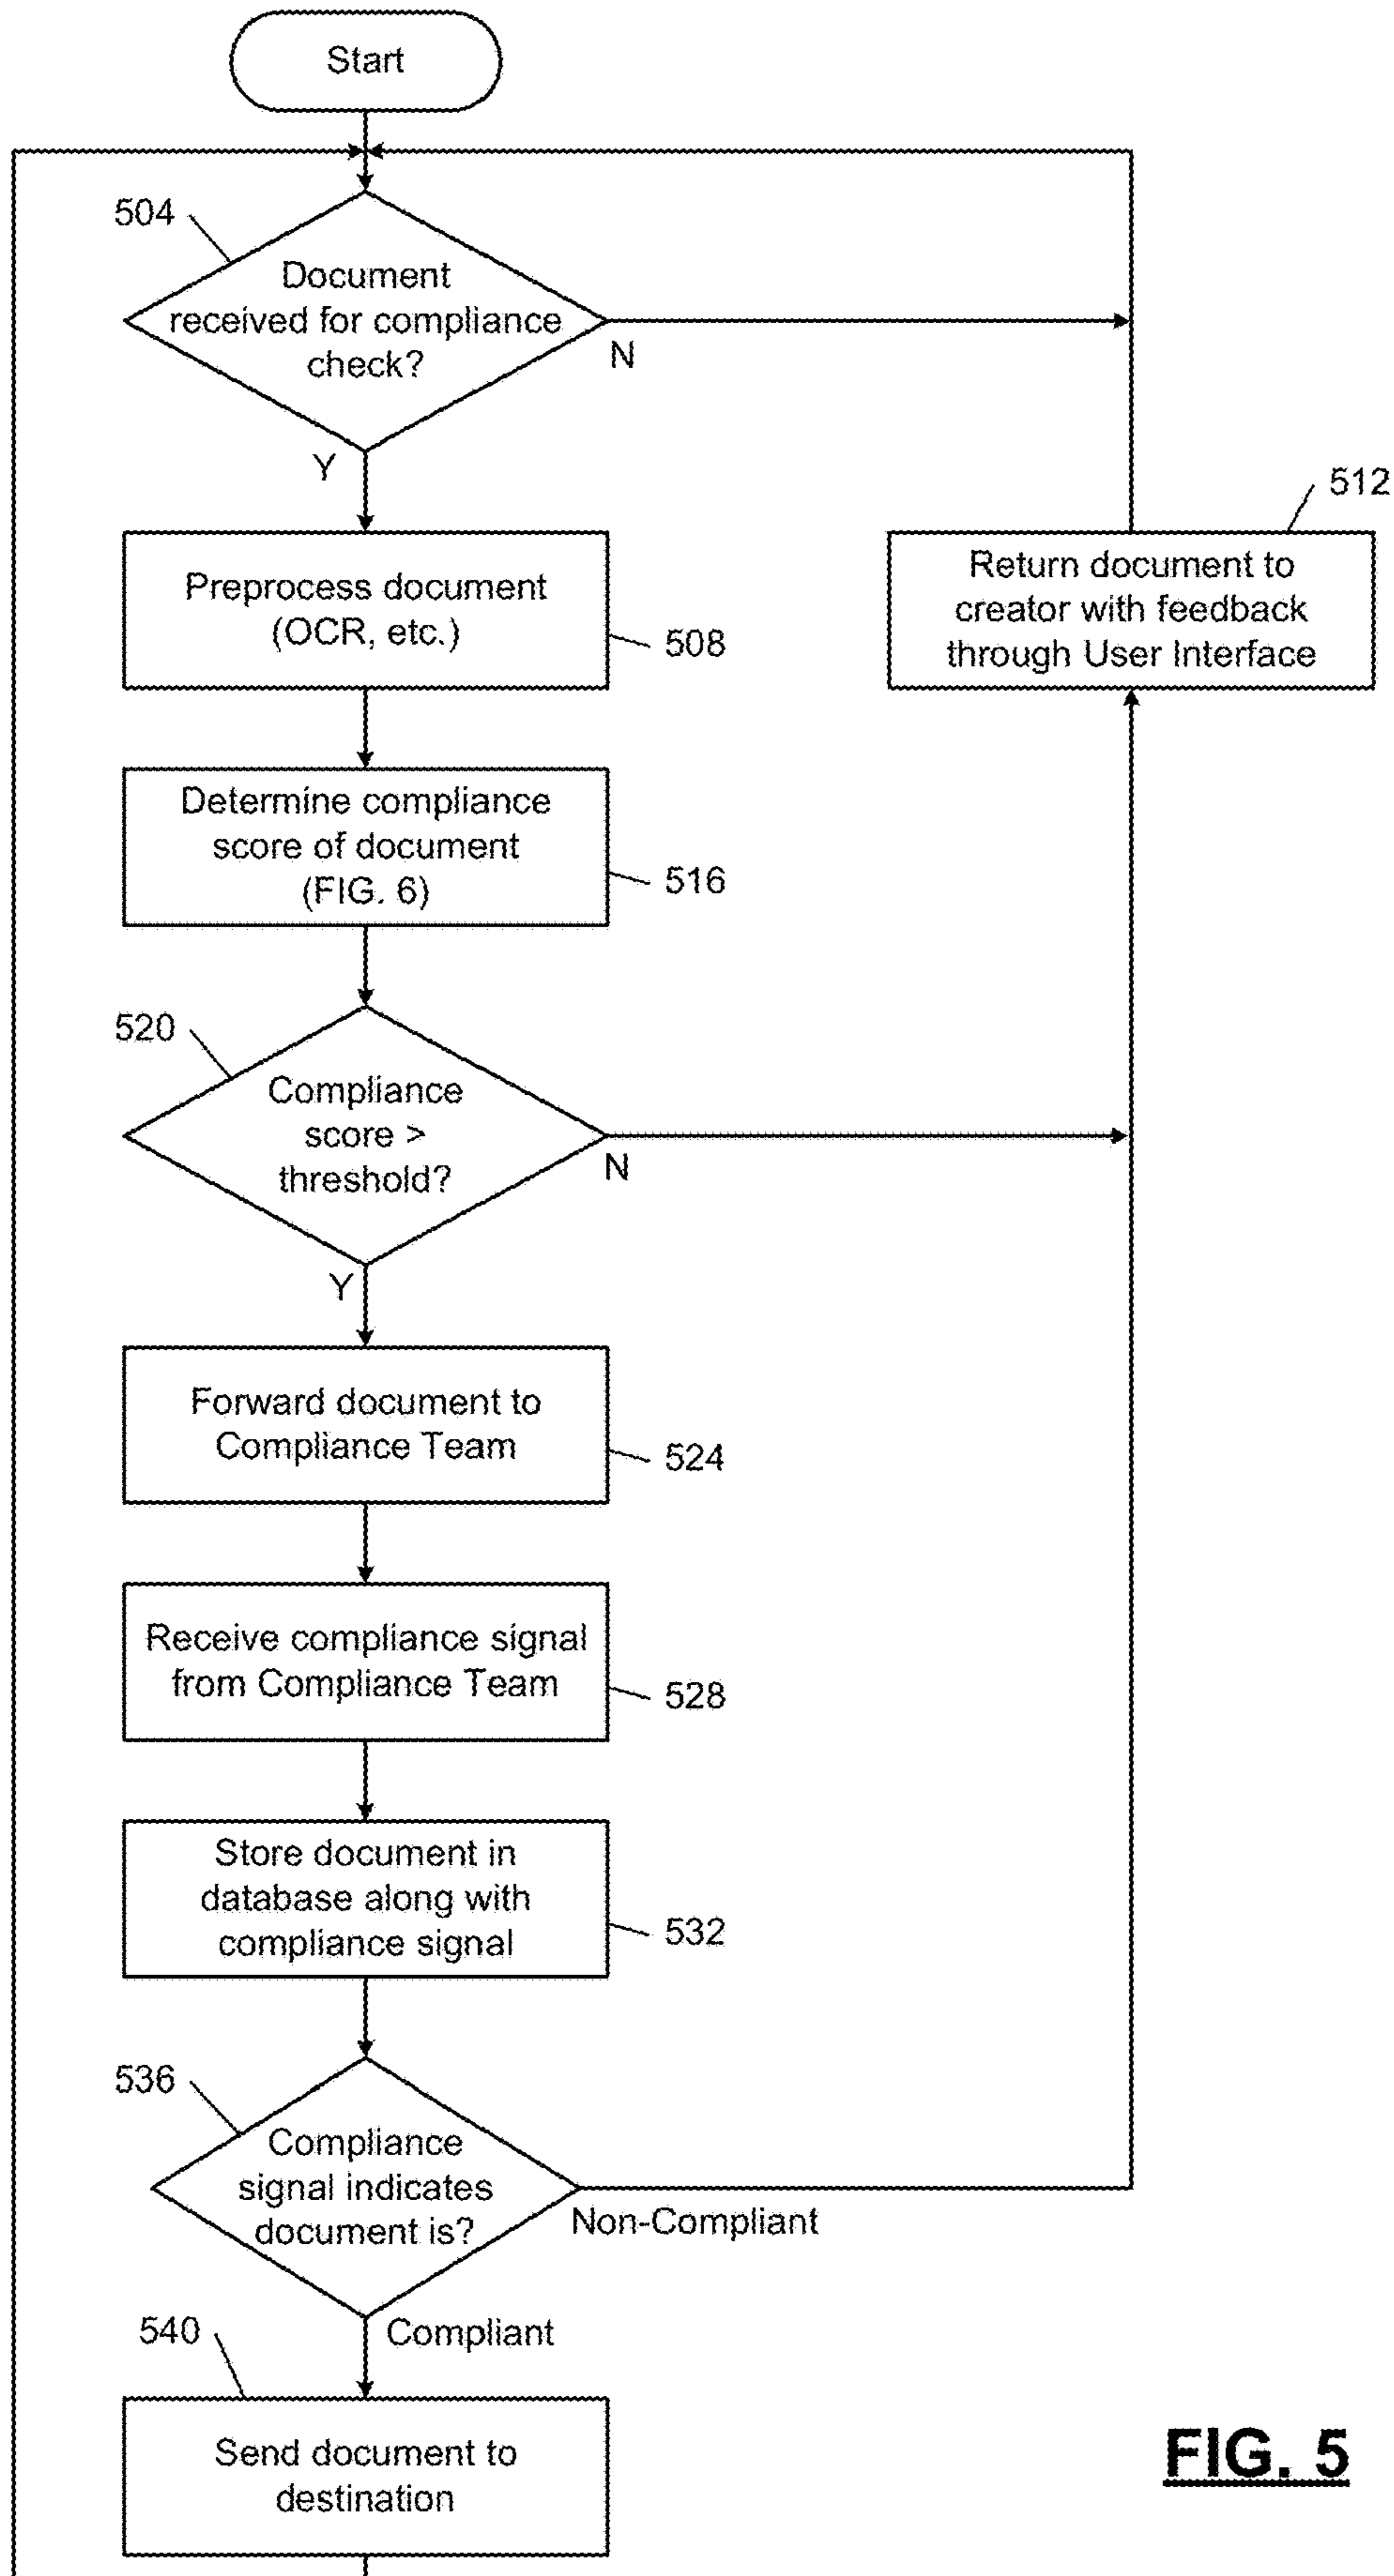 Start
504
Document
received for compliance
check?
N
Y
512
Return document to
creator with feedback
through User Interface
Preprocess document
(OCR, etc.)
508
Determine compliance
score of document
(FIG. 6)
516
520
Compliance
score >
threshold?
N
Y
Forward document to
Compliance Team
524
Receive compliance signal
from Compliance Team
528
Store document in
database along with
compliance signal
532
536
Compliance
signal indicates
document is?
Non-Compliant
Compliant
540
Send document to
destination
FIG. 5